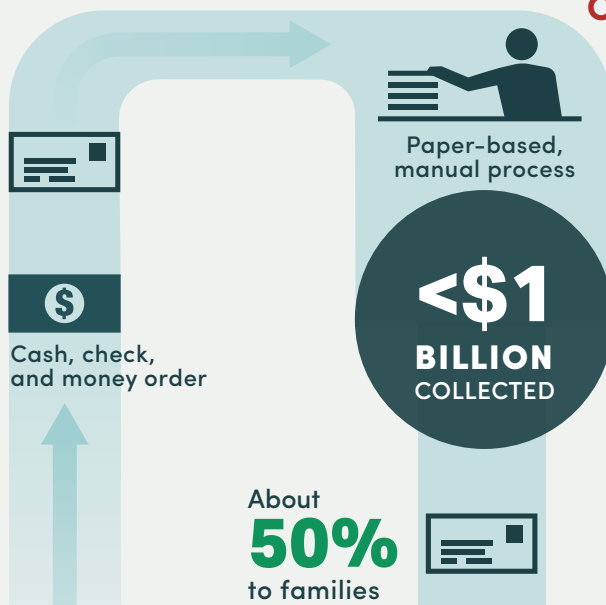 Paper-based,
manual process
<$1
BILLION
COLLECTED
$
Cash, check,
and money order
About
50%
to families